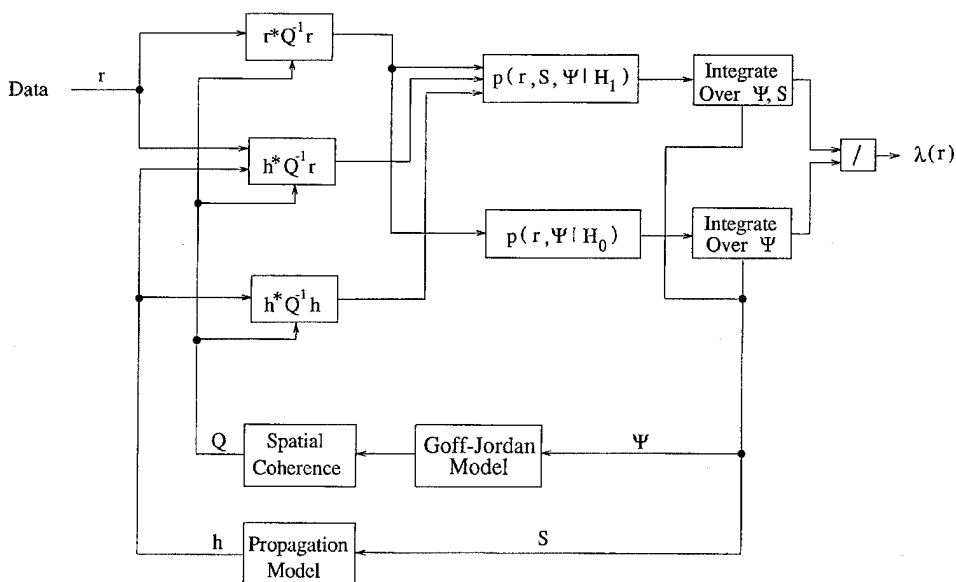 Data
r
r*Q⁻¹r
h*Q⁻¹r
h*Q⁻¹h
p(r,S,Ψ|H₁)
p(r,Ψ|H₀)
Integrate
Over Ψ, S
Integrate
Over Ψ
/
λ(r)
Q
Spatial
Coherence
Goff-Jordan
Model
Ψ
h
Propagation
Model
S